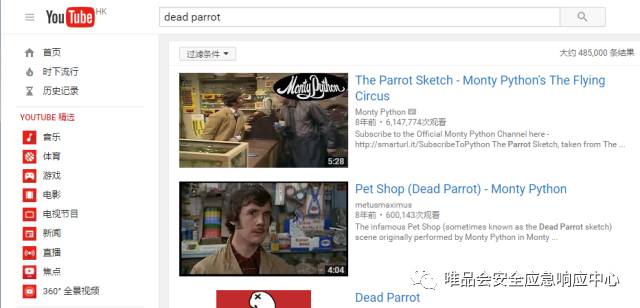 YouTube HK
dead parrot
首页
时下流行
历史记录
YOUTUBE 精选
音乐
体育
游戏
电影
电视节目
新闻
直播
焦点
360° 全景视频
过滤条件
大约 485,000 条结果
Monty Python
5:28
The Parrot Sketch - Monty Python's The Flying
Circus
Monty Python
8年前 • 6,147,774次观看
Subscribe to the Official Monty Python Channel here -
http://smarturl.it/SubscribeToPython The Parrot Sketch, taken from The ...
4:04
Pet Shop (Dead Parrot) - Monty Python
metusmaximus
8年前 • 600,143次观看
The infamous Pet Shop (sometimes known as the Dead Parrot sketch)
scene originally performed by Monty Python in Monty ...
Dead Parrot
唯品会安全应急响应中心